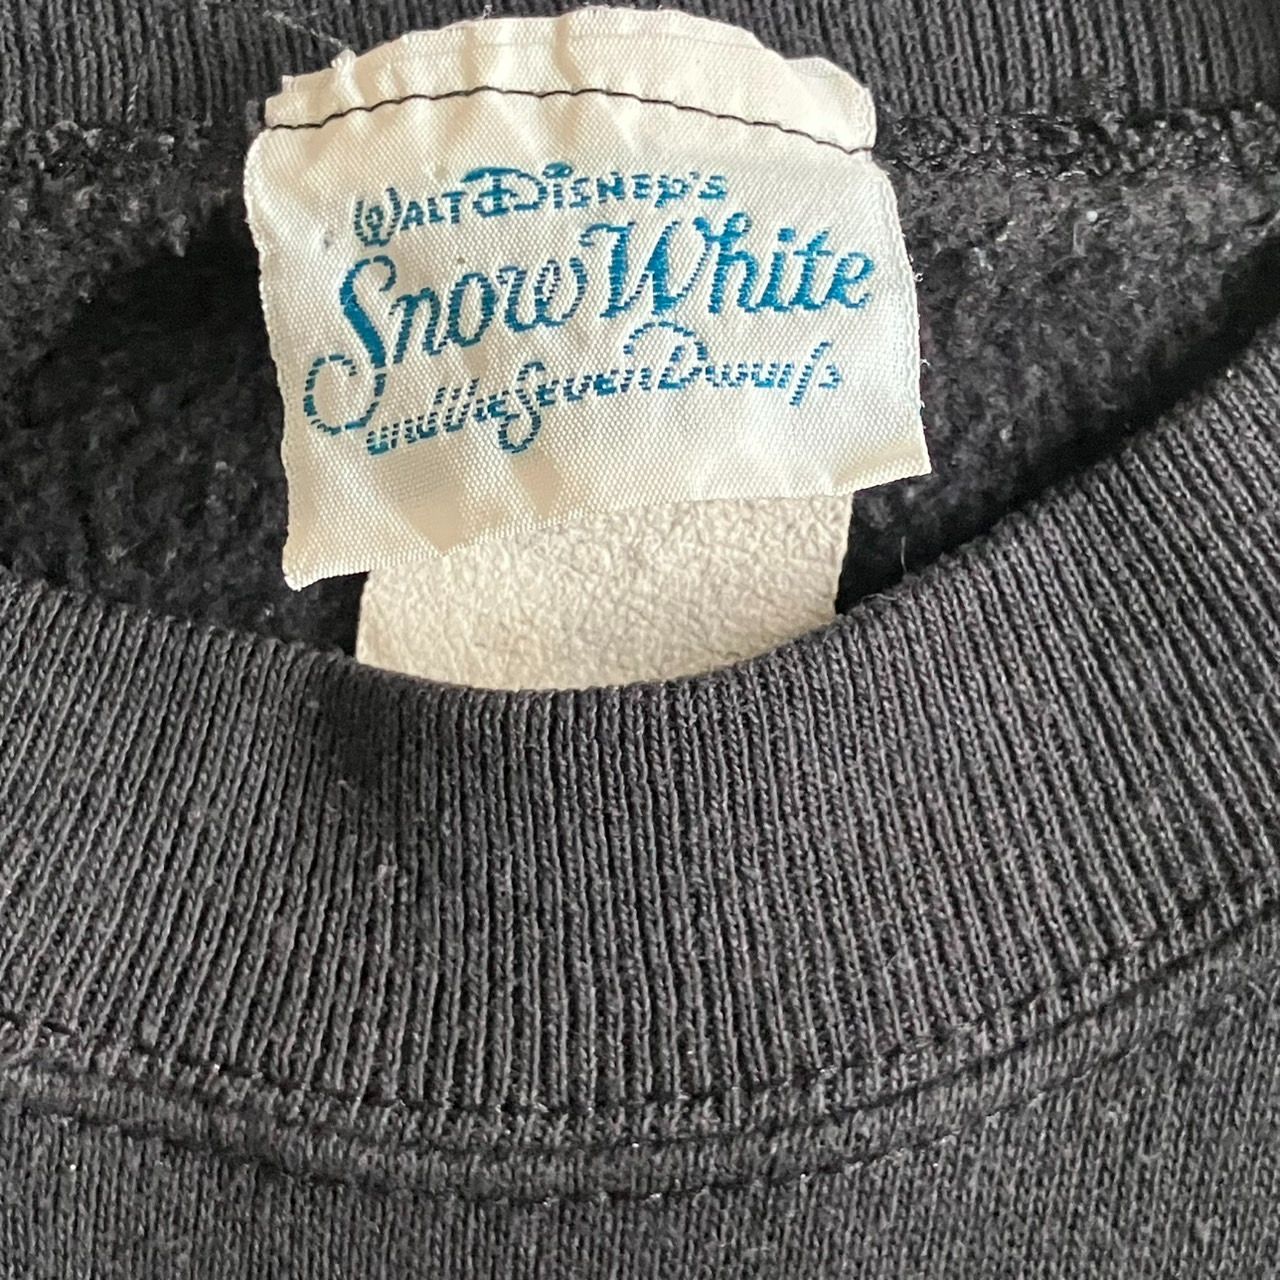 WALT DISNEY'S
Snow White
and the Seven Dwarfs